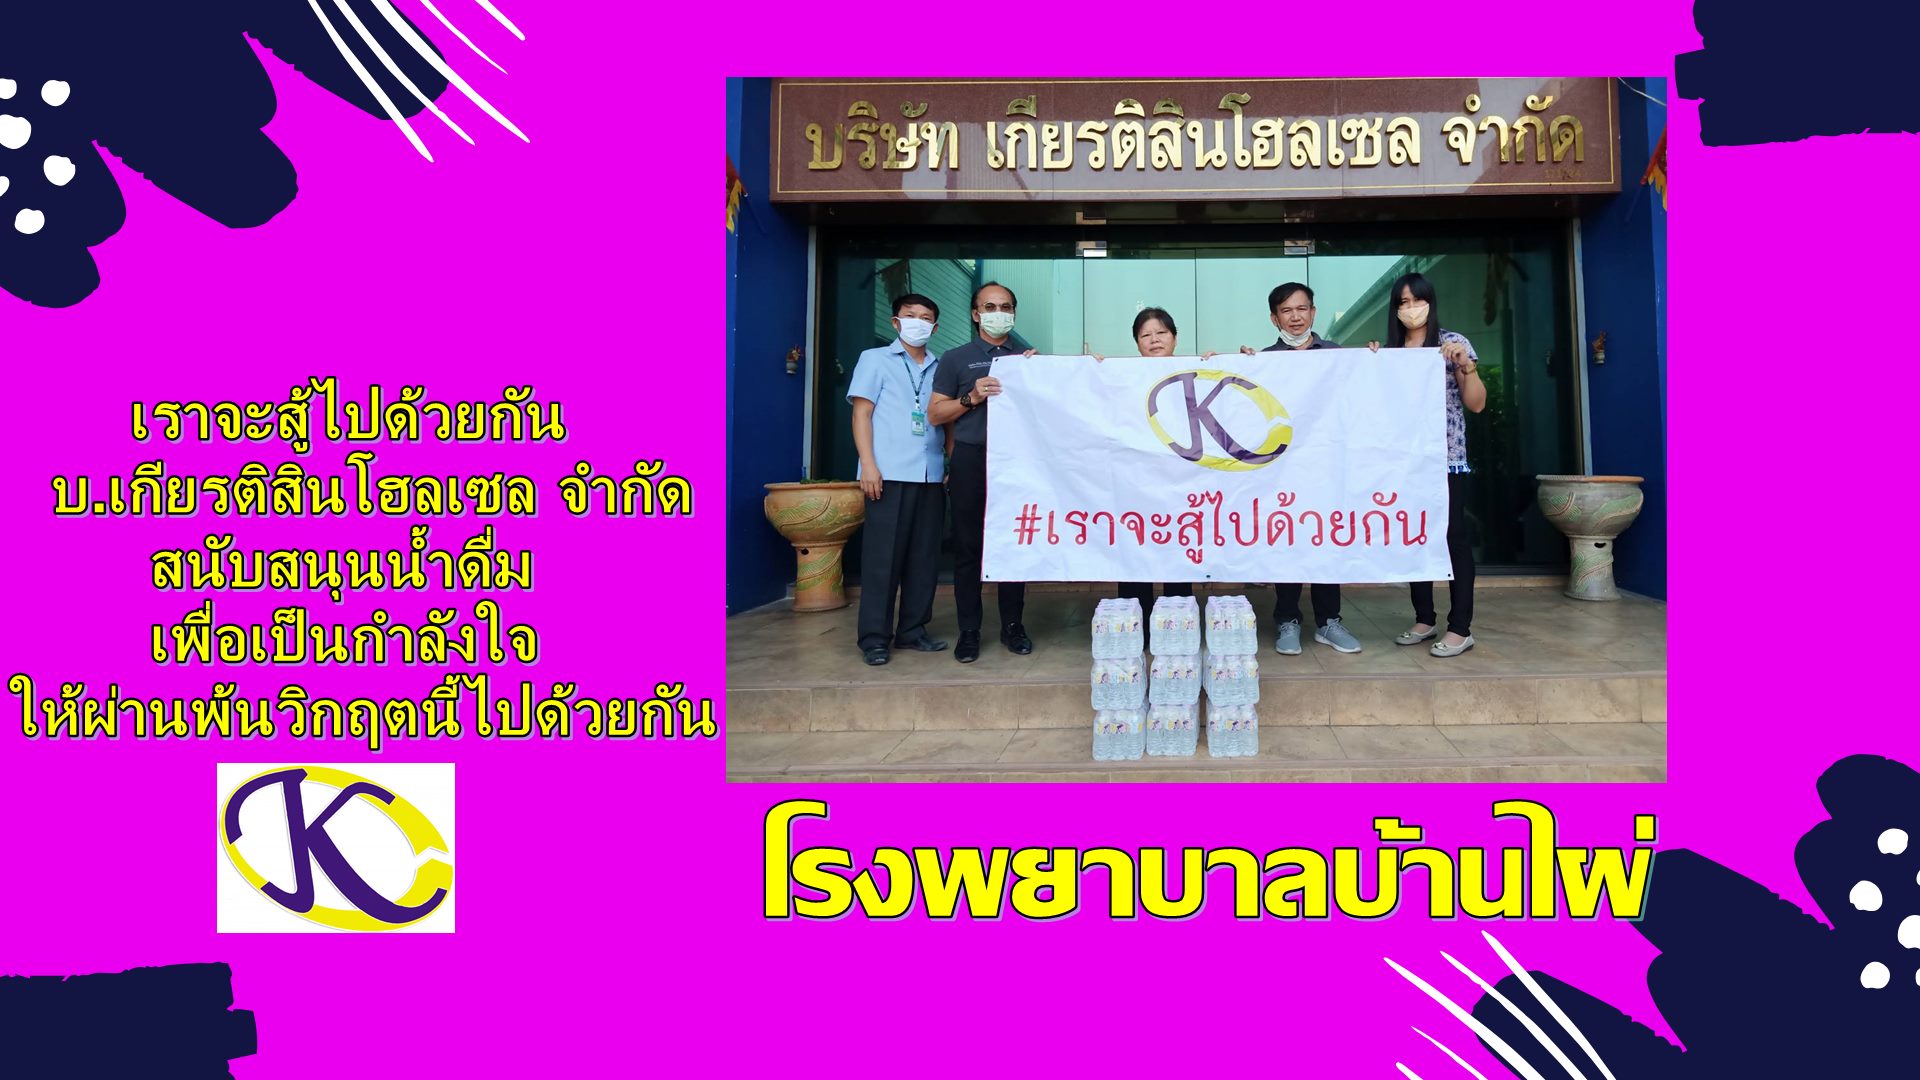 เราจะสู้ไปด้วยกัน
บ.เกียรติสินโฮลเซล จำกัด
สนับสนุนน้ำดื่ม
เพื่อเป็นกำลังใจ
ให้ผ่านพ้นวิกฤตนี้ไปด้วยกัน
K
บริษัท เกียรติสินโฮลเซล จำกัด
K
#เราจะสู้ไปด้วยกัน
โรงพยาบาลบ้านไผ่